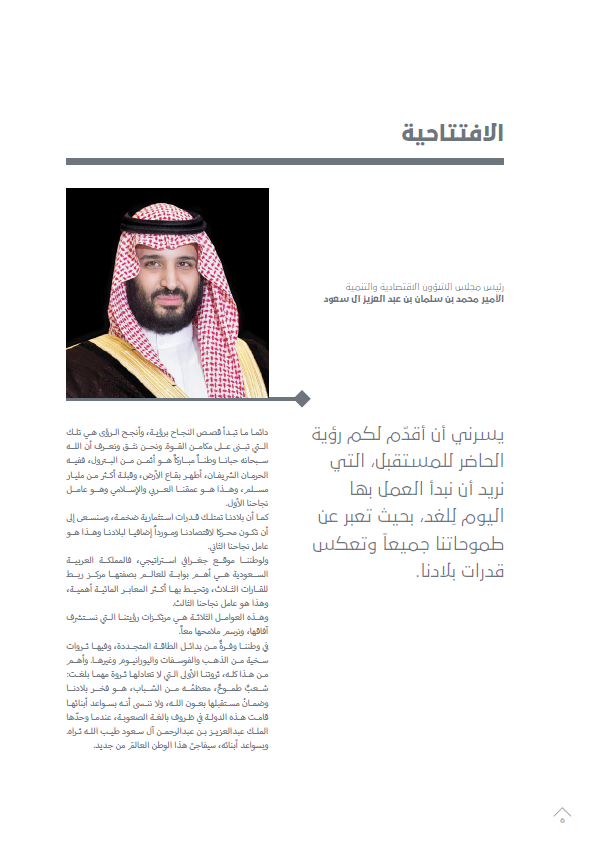 الافتتاحية
رئيس مجلس الشؤون الاقتصادية والتنمية
الأمير محمد بن سلمان بن عبد العزيز آل سعود
يسرني أن أقدّم لكم رؤية
الحاضر للمستقبل، التي
نريد أن نبدأ العمل بها
اليوم لِلغد، بحيث تعبر عن
طموحاتنا جميعاً وتعكس
قدرات بلادنا.
دائما ما تبدأ قصص النجاح برؤية، وأنجح الرؤى هي تلك
التي تبنى على مكامن القوة. ونحن نثق ونعرف أن الله
سبحانه حبانا وطناً مباركاً هو أثمن من البترول، ففيه
الحرمان الشريفان، أطهر بقاع الأرض، وقبلة أكثر من مليار
مسلم، وهذا هو عمقنا العربي والإسلامي وهو عامل
نجاحنا الأول.
كما أن بلادنا تمتلك قدرات استثمارية ضخمة، وسنسعى إلى
أن تكون محركا لاقتصادنا ومورداً إضافيا لبلادنا وهذا هو
عامل نجاحنا الثاني.
ولوطننا موقع جغرافي استراتيجي، فالمملكة العربية
السعودية هي أهم بوابة للعالم بصفتها مركز ربط
للقارات الثلاث، وتحيط بها أكثر المعابر المائية أهمية،
وهذا هو عامل نجاحنا الثالث.
وهذه العوامل الثلاثة هي مرتكزات رؤيتنا التي نستشرف
آفاقها، ونرسم ملامحها معاً.
في وطننا وفرةٌ من بدائل الطاقة المتجددة، وفيها ثروات
سخية من الذهب والفوسفات واليورانيوم وغيرها. وأهم
من هذا كله، ثروتنا الأولى التي لا تعادلها ثروة مهما بلغت:
شعبٌ طموحٌ، معظمُه من الشباب، هو فخر بلادنا
وضمانُ مستقبلها بعون الله، ولا ننسى أنه بسواعد أبنائها
قامت هذه الدولة في ظروف بالغة الصعوبة، عندما وحدّها
الملك عبدالعزيز بن عبدالرحمن آل سعود طيب الله ثراه.
وبسواعد أبنائه، سيفاجئ هذا الوطن العالم من جديد.
٥